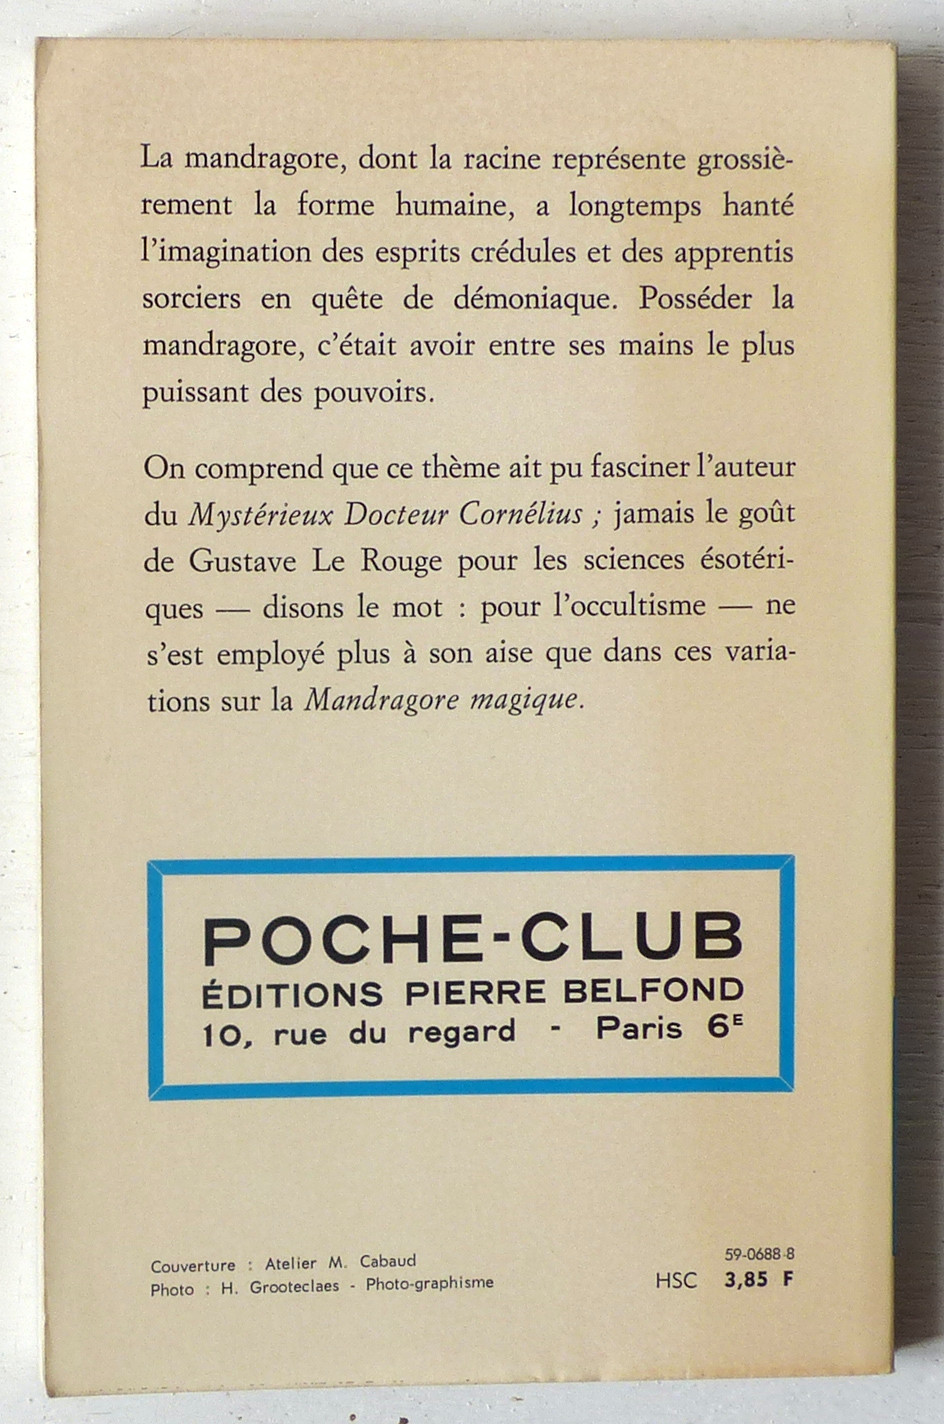 La mandragore, dont la racine représente grossiè-
rement la forme humaine, a longtemps hanté
l'imagination des esprits crédules et des apprentis
sorciers en quête de démoniaque. Posséder la
mandragore, c'était avoir entre ses mains le plus
puissant des pouvoirs.
On comprend que ce thème ait pu fasciner l'auteur
du Mystérieux Docteur Cornélius ; jamais le goût
de Gustave Le Rouge pour les sciences ésotéri-
ques — disons le mot : pour l'occultisme — ne
s'est employé plus à son aise que dans ces varia-
tions sur la Mandragore magique.
POCHE-CLUB
ÉDITIONS PIERRE BELFOND
10, rue du regard - Paris 6E
Couverture : Atelier M. Cabaud
Photo : H. Grooteclaes - Photo-graphisme
59-0688-8
HSC 3,85 F